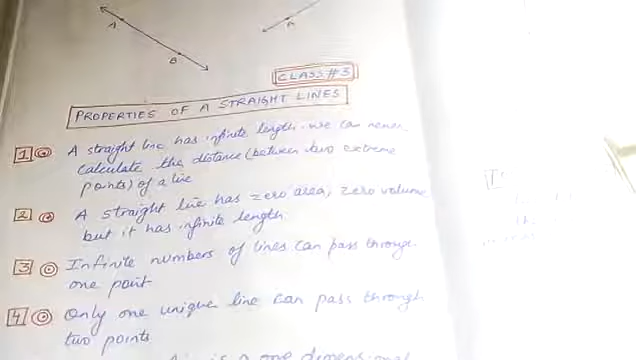 A
B
A
CLASS #3
PROPERTIES OF A STRAIGHT LINES
1 A straight line has infinite length. we can never
calculate the distance (between two extreme
points) of a line
2 A straight line has zero area, zero volume
but it has infinite length
3 Infinite numbers of lines can pass through
one point
4 Only one unique line can pass through
two points
is a one dimensional